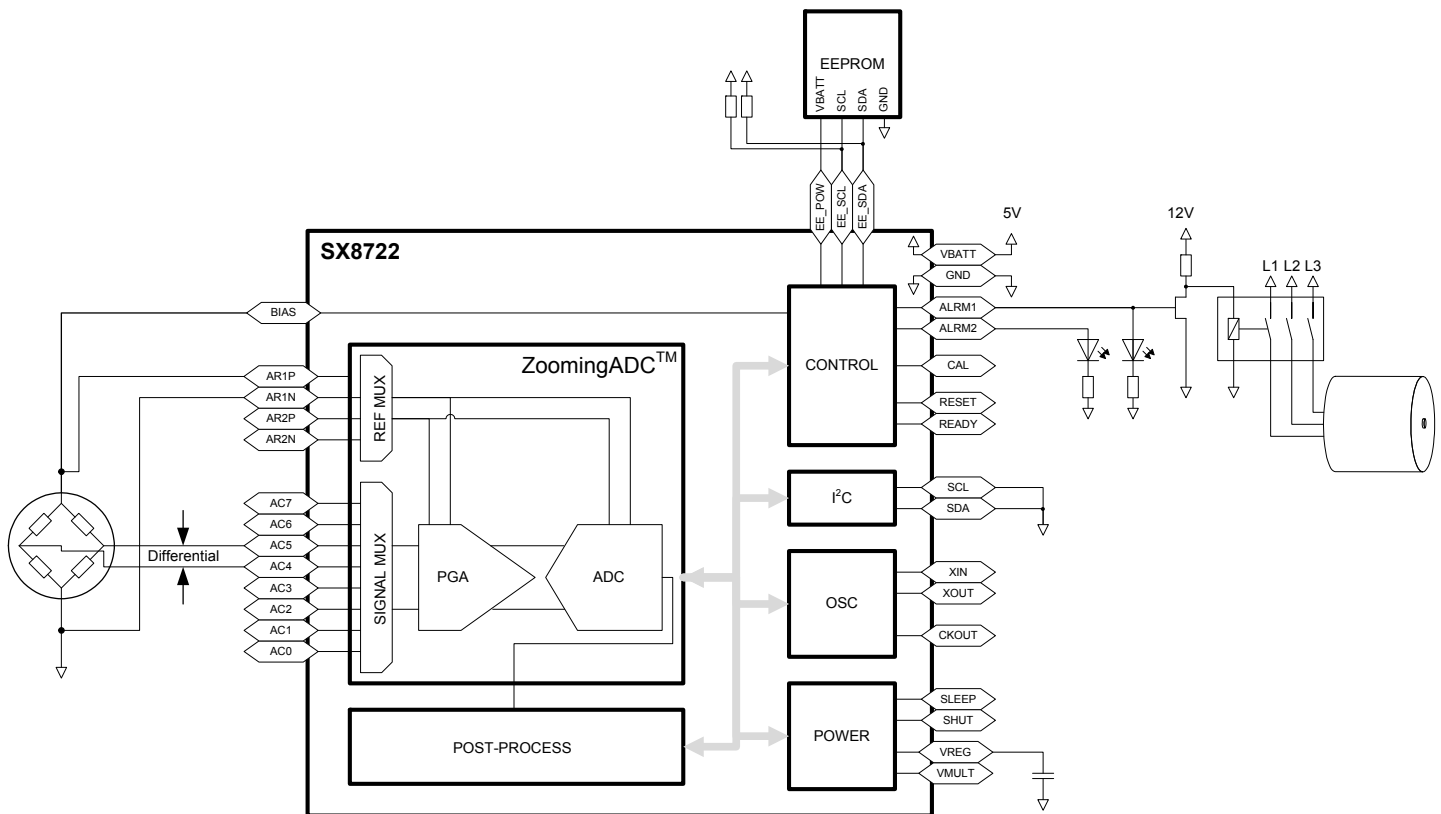 EEPROM
VBATT
SCL
SDA
GND
EE_POW
EE_SCL
EE_SDA
5V
12V
SX8722
VBATT
GND
L1 L2 L3
BIAS
ALRM1
ALRM2
ZoomingADC™
CONTROL
CAL
RESET
READY
AR1P
AR1N
AR2P
AR2N
REF MUX
AC7
AC6
AC5
AC4
AC3
AC2
AC1
AC0
Differential
SIGNAL MUX
PGA
ADC
I²C
SCL
SDA
OSC
XIN
XOUT
CKOUT
POST-PROCESS
POWER
SLEEP
SHUT
VREG
VMULT